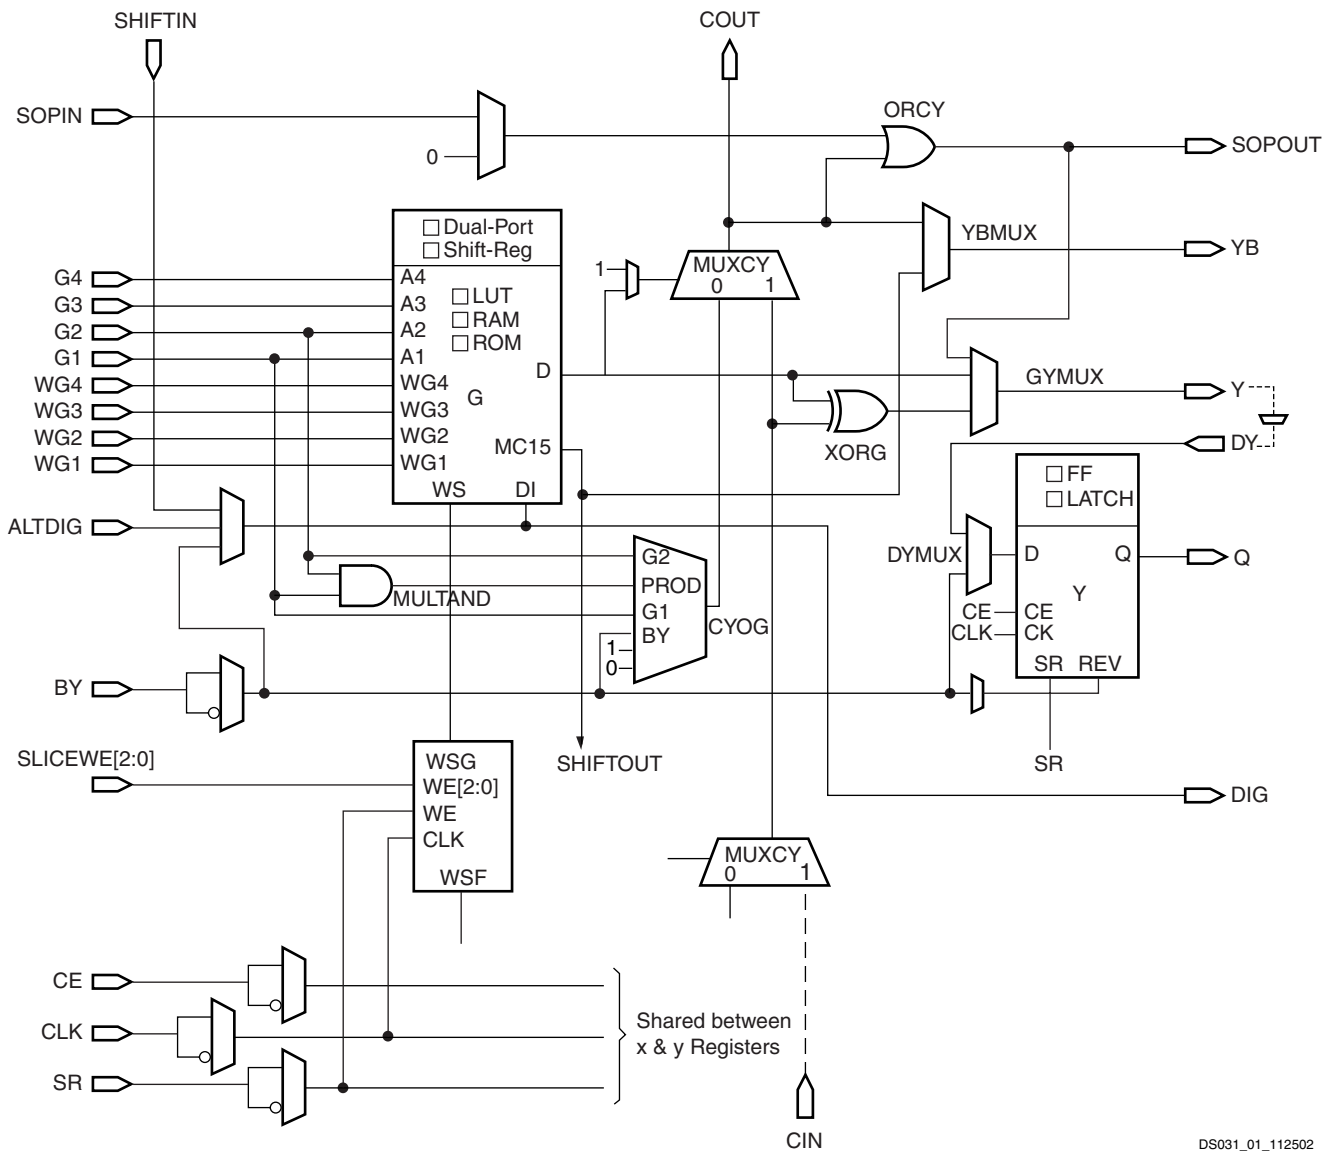 SHIFTIN
COUT
SOPIN
ORCY
SOPOUT
0
Dual-Port
Shift-Reg
YBMUX
YB
G4
G3
G2
G1
WG4
WG3
WG2
WG1
A4
A3
A2
A1
WG4
WG3
WG2
WG1
LUT
RAM
ROM
G
D
MC15
WS
DI
1
MUXCY
0
1
GYMUX
Y
XORG
DY
FF
LATCH
DYMUX
D
Q
Q
Y
CE
CE
CLK
CK
SR
REV
SR
ALTDIG
MULTAND
G2
PROD
G1
BY
1
0
CYOG
BY
SHIFTOUT
SLICEWE[2:0]
WSG
WE[2:0]
WE
CLK
WSF
DIG
MUXCY
0
1
CE
CLK
SR
Shared between
x & y Registers
CIN
DS031_01_112502